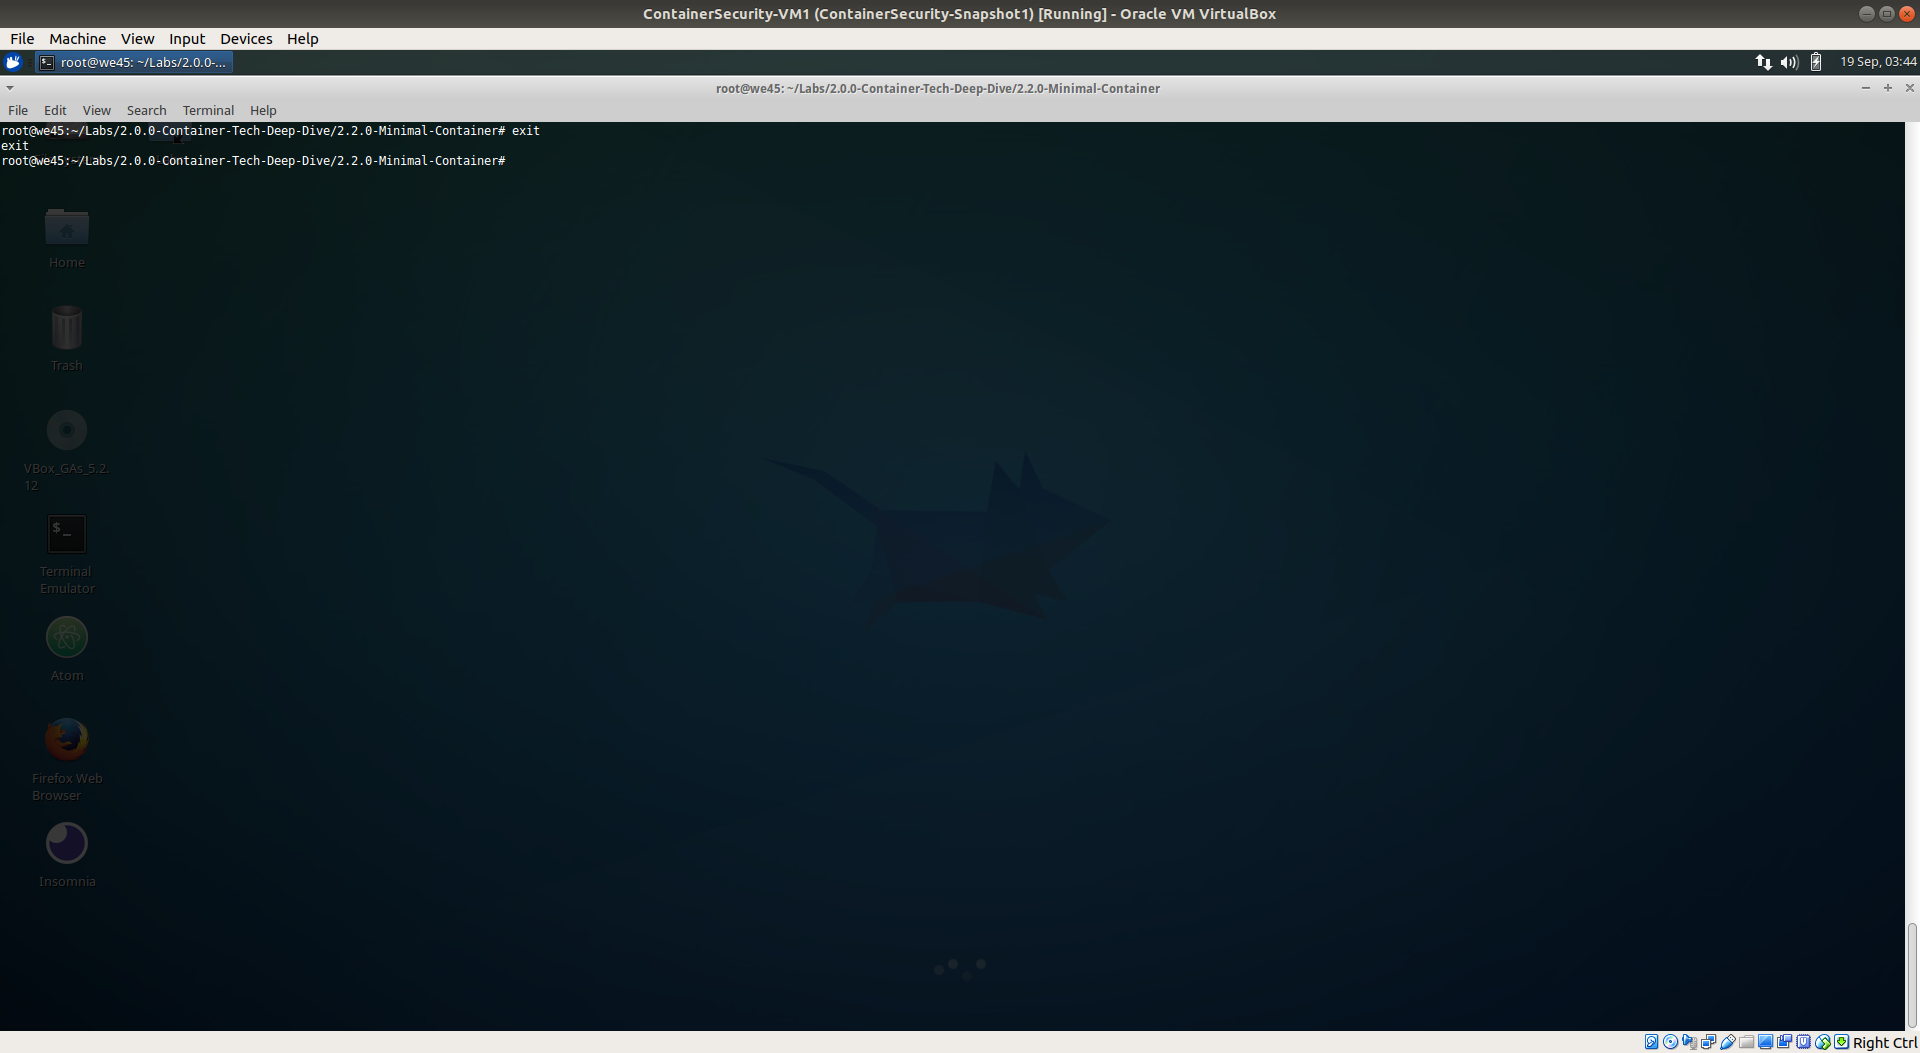 ContainerSecurity-VM1 (ContainerSecurity-Snapshot1) [Running] - Oracle VM VirtualBox
File Machine View Input Devices Help
root@we45: ~/Labs/2.0.0-... 19 Sep, 03:44
root@we45: ~/Labs/2.0.0-Container-Tech-Deep-Dive/2.2.0-Minimal-Container
File Edit View Search Terminal Help
root@we45:~/Labs/2.0.0-Container-Tech-Deep-Dive/2.2.0-Minimal-Container# exit
exit
root@we45:~/Labs/2.0.0-Container-Tech-Deep-Dive/2.2.0-Minimal-Container#
Home
Trash
VBox_GAs_5.2.
12
$_
Terminal
Emulator
Atom
Firefox Web
Browser
Insomnia
Right Ctrl